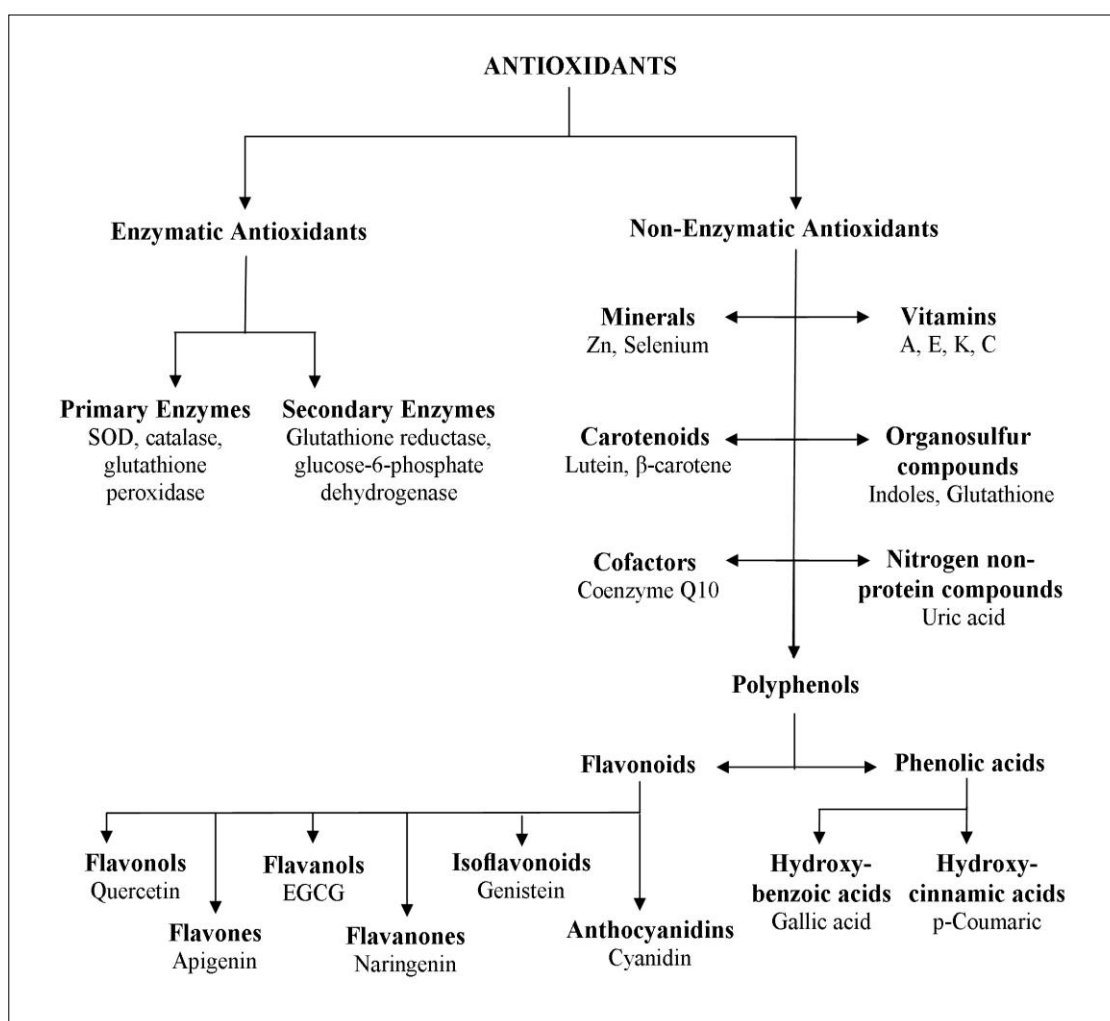 ANTIOXIDANTS
Enzymatic Antioxidants
Non-Enzymatic Antioxidants
Primary Enzymes
SOD, catalase,
glutathione
peroxidase
Secondary Enzymes
Glutathione reductase,
glucose-6-phosphate
dehydrogenase
Minerals
Zn, Selenium
Vitamins
A, E, K, C
Carotenoids
Lutein, β-carotene
Organosulfur
compounds
Indoles, Glutathione
Cofactors
Coenzyme Q10
Nitrogen non-
protein compounds
Uric acid
Polyphenols
Flavonoids
Phenolic acids
Flavonols
Quercetin
Flavones
Apigenin
Flavanols
EGCG
Flavanones
Naringenin
Isoflavonoids
Genistein
Anthocyanidins
Cyanidin
Hydroxy-
benzoic acids
Gallic acid
Hydroxy-
cinnamic acids
p-Coumaric